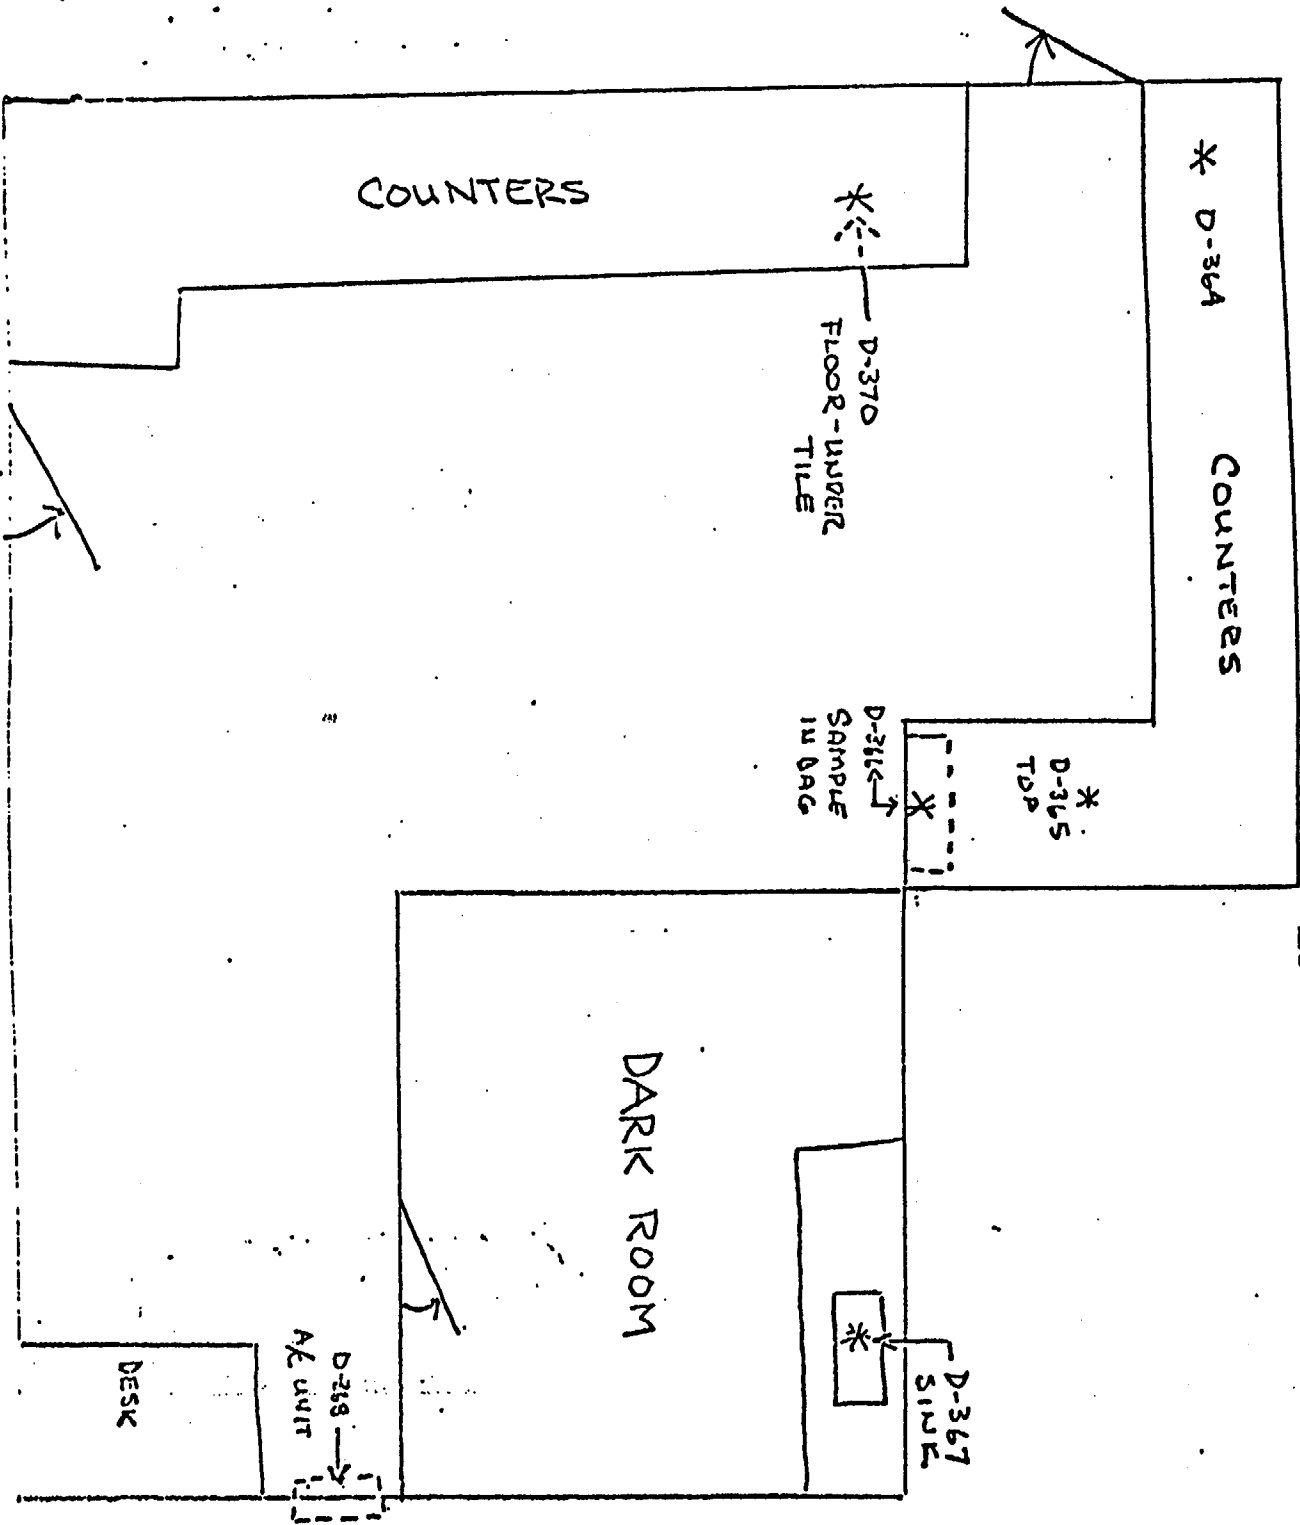 COUNTERS
* D-364
COUNTERS
D-370
FLOOR-UNDER
TILE
* 
D-365
TOP
D-366
SAMPLE
IN BAG
DARK ROOM
D-367
SINK
D-368
A/C UNIT
DESK